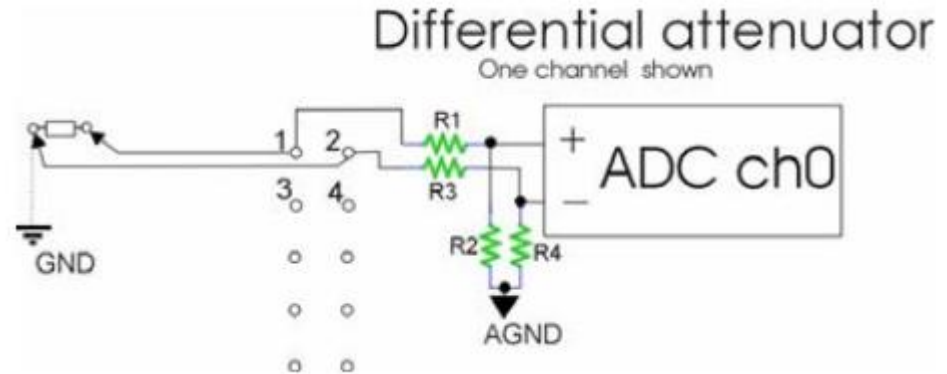 Differential attenuator
One channel shown
R1
1 2
+
ADC ch0
R3
−
3 4
R2 R4
GND
AGND